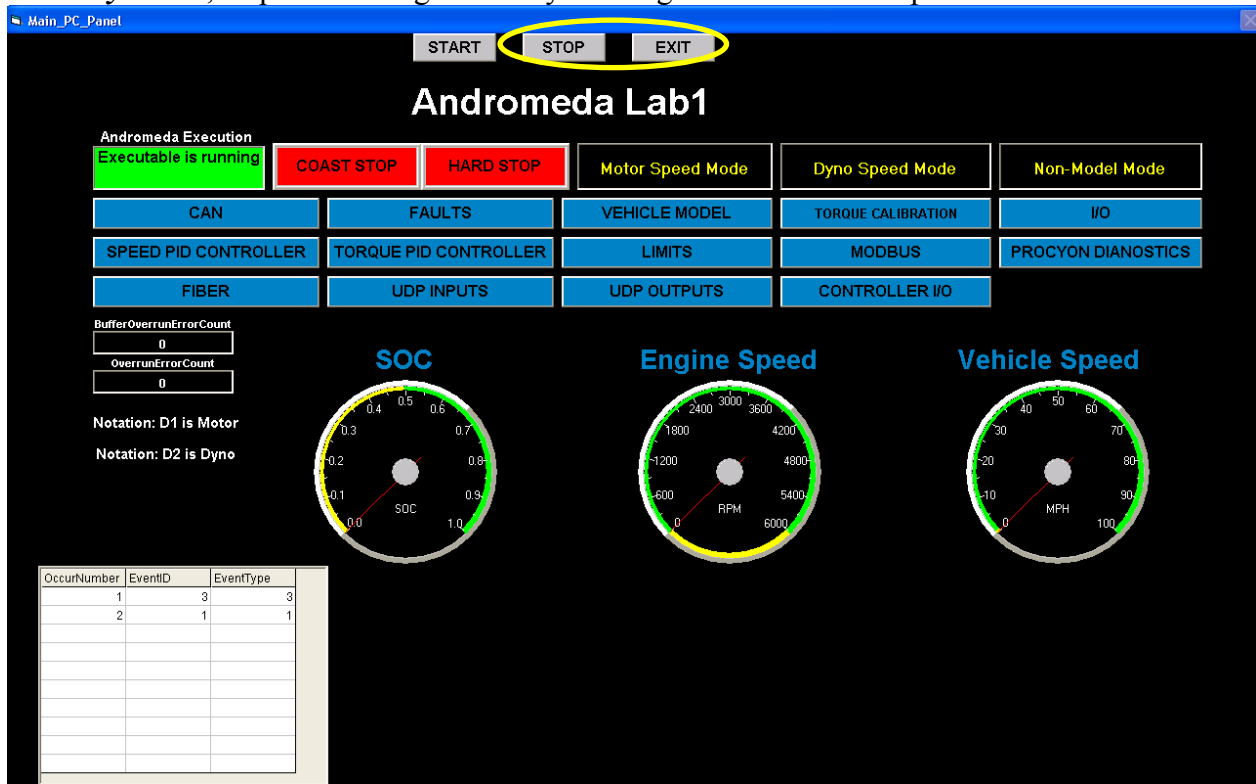 Main_PC_Panel
START STOP EXIT
Andromeda Lab1
Andromeda Execution
Executable is running COAST STOP HARD STOP Motor Speed Mode Dyno Speed Mode Non-Model Mode
CAN FAULTS VEHICLE MODEL TORQUE CALIBRATION I/O
SPEED PID CONTROLLER TORQUE PID CONTROLLER LIMITS MODBUS PROCYON DIANOSTICS
FIBER UDP INPUTS UDP OUTPUTS CONTROLLER I/O
BufferOverrunErrorCount
0
OverrunErrorCount
0
Notation: D1 is Motor
Notation: D2 is Dyno
SOC
0.0 0.1 0.2 0.3 0.4 0.5 0.6 0.7 0.8 0.9 1.0
SOC
Engine Speed
0 600 1200 1800 2400 3000 3600 4200 4800 5400 6000
RPM
Vehicle Speed
0 10 20 30 40 50 60 70 80 90 100
MPH
OccurNumber EventID EventType
1 3 3
2 1 1